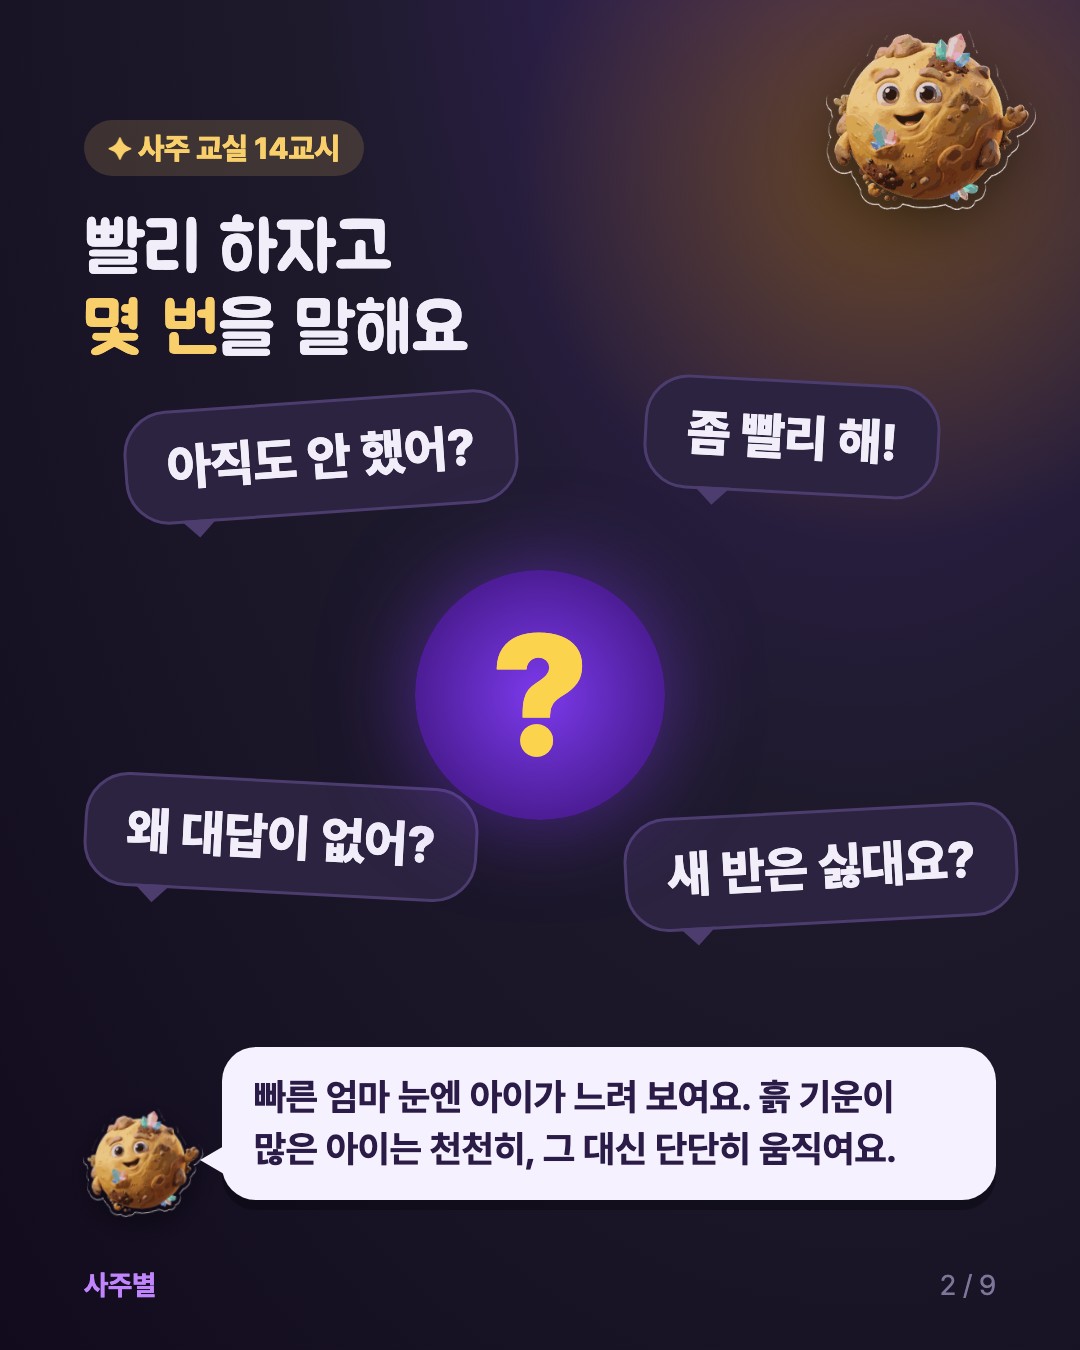 ✦ 사주 교실 14교시
빨리 하자고
몇 번을 말해요
아직도 안 했어?
좀 빨리 해!
?
왜 대답이 없어?
새 반은 싫대요?
빠른 엄마 눈엔 아이가 느려 보여요. 흙 기운이
많은 아이는 천천히, 그 대신 단단히 움직여요.
사주별
2 / 9